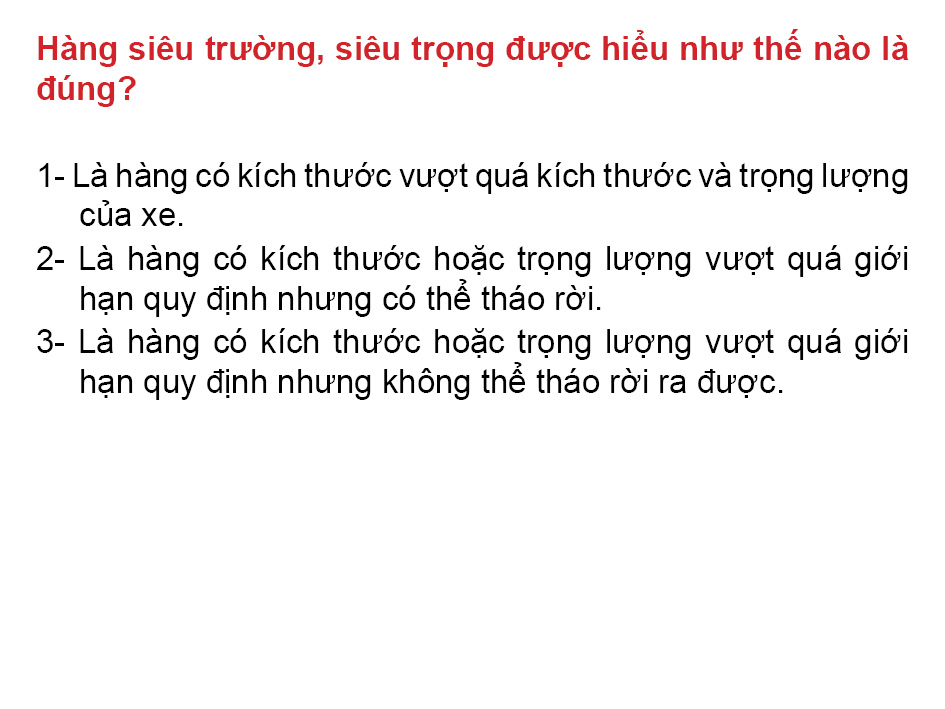 Hàng siêu trường, siêu trọng được hiểu như thế nào là
đúng?
1- Là hàng có kích thước vượt quá kích thước và trọng lượng
của xe.
2- Là hàng có kích thước hoặc trọng lượng vượt quá giới
hạn quy định nhưng có thể tháo rời.
3- Là hàng có kích thước hoặc trọng lượng vượt quá giới
hạn quy định nhưng không thể tháo rời ra được.